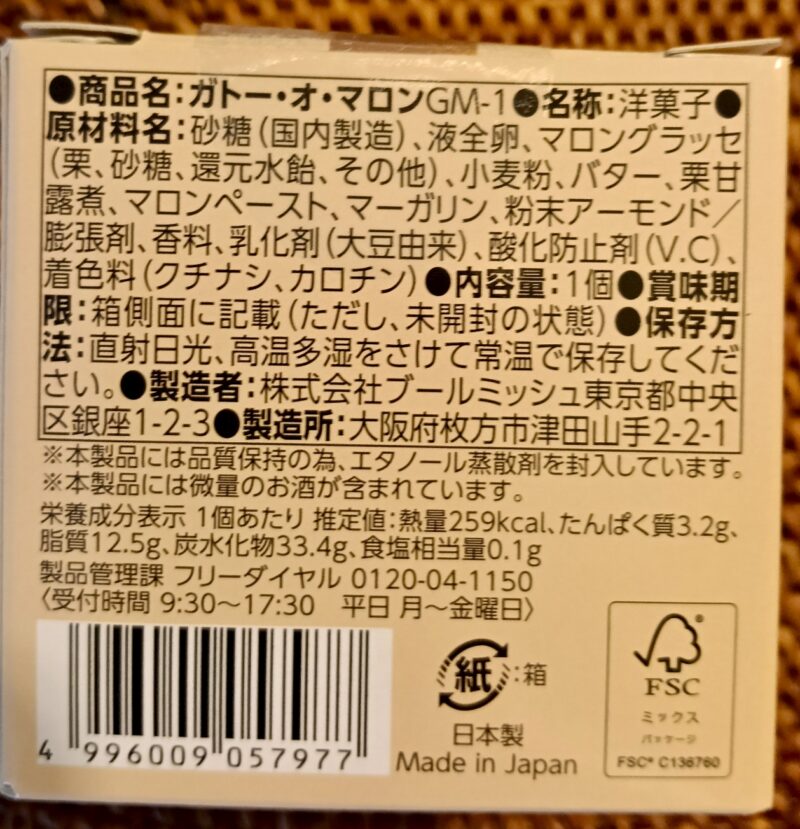 ●商品名：ガトー・オ・マロンGM-1●名称：洋菓子●
原材料名：砂糖（国内製造）、液全卵、マロングラッセ
（栗、砂糖、還元水飴、その他）、小麦粉、バター、栗甘
露煮、マロンペースト、マーガリン、粉末アーモンド／
膨張剤、香料、乳化剤（大豆由来）、酸化防止剤（V.C）、
着色料（クチナシ、カロチン）●内容量：1個●賞味期
限：箱側面に記載（ただし、未開封の状態）●保存方
法：直射日光、高温多湿をさけて常温で保存してくだ
さい。●製造者：株式会社ブールミッシュ東京都中央
区銀座1-2-3●製造所：大阪府枚方市津田山手2-2-1
※本製品には品質保持の為、エタノール蒸散剤を封入しています。
※本製品には微量のお酒が含まれています。
栄養成分表示 1個あたり 推定値：熱量259kcal、たんぱく質3.2g、
脂質12.5g、炭水化物33.4g、食塩相当量0.1g
製品管理課 フリーダイヤル 0120-04-1150
〈受付時間 9:30〜17:30 平日 月〜金曜日〉
紙：箱
日本製
Made in Japan
FSC®
ミックス
パッケージ
FSC® C136760
4 996009 057977